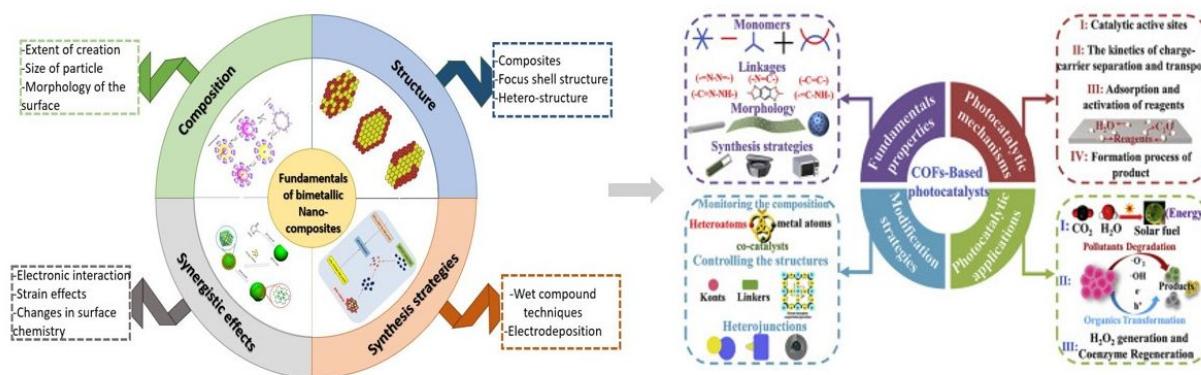 -Extent of creation
-Size of particle
-Morphology of the surface
Composition
Structure
-Composites
-Focus shell structure
-Hetero-structure
Fundamentals of bimetallic Nano-composites
-Electronic interaction
-Strain effects
-Changes in surface chemistry
Synergistic effects
Synthesis strategies
-Wet compound techniques
-Electrodeposition
Monomers
Linkages
(-N=N-)
(-N=C-)
(-C=C-)
(-C=N-NH-)
(-C-NH-)
Morphology
Synthesis strategies
Fundamentals properties
Photocatalytic mechanisms
COFs-Based photocatalysts
Modification strategies
Photocatalytic applications
I: Catalytic active sites
II: The kinetics of charge-carrier separation and transpo
III: Adsorption and activation of reagents
H₂O
Reagents
IV: Formation process of product
Monitoring the composition
Heteroatoms
metal atoms
co-catalysts
Controlling the structures
Konts
Linkers
Heterojunctions
I:
CO₂
H₂O
Solar fuel
(Energy
Pollutants Degradation
II:
·O₂⁻
·OH
e⁻
h⁺
Products
Organics Transformation
III: H₂O₂ generation and Coenzyme Regeneration